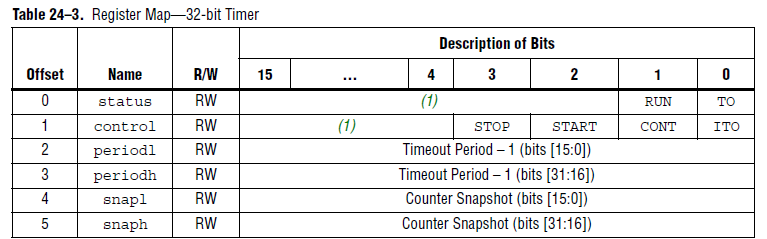 Table 24–3. Register Map—32-bit Timer
Offset Name R/W Description of Bits
15 ... 4 3 2 1 0
0 status RW (1) RUN TO
1 control RW (1) STOP START CONT ITO
2 periodl RW Timeout Period – 1 (bits [15:0])
3 periodh RW Timeout Period – 1 (bits [31:16])
4 snapl RW Counter Snapshot (bits [15:0])
5 snaph RW Counter Snapshot (bits [31:16])